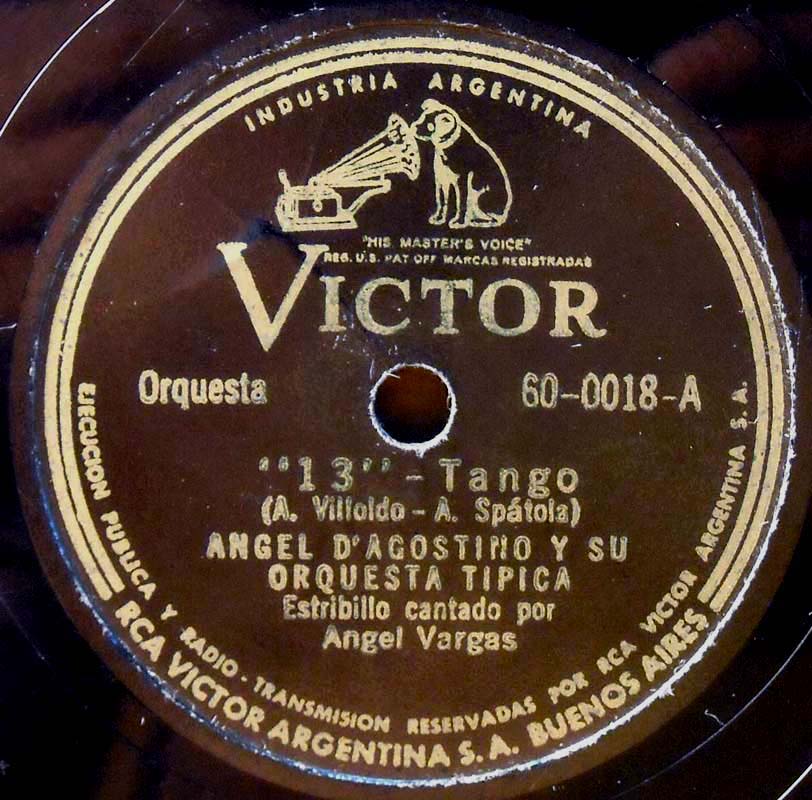 INDUSTRIA ARGENTINA
"HIS MASTER'S VOICE"
REG. U.S. PAT OFF MARCAS REGISTRADAS
VICTOR
Orquesta
60-0018-A
"13" - Tango
(A. Villoldo - A. Spátola)
ANGEL D'AGOSTINO Y SU
ORQUESTA TIPICA
Estribillo cantado por
Angel Vargas
EJECUCION PUBLICA Y RADIO-TRANSMISION RESERVADAS POR RCA VICTOR ARGENTINA S.A.
RCA VICTOR ARGENTINA S.A. BUENOS AIRES